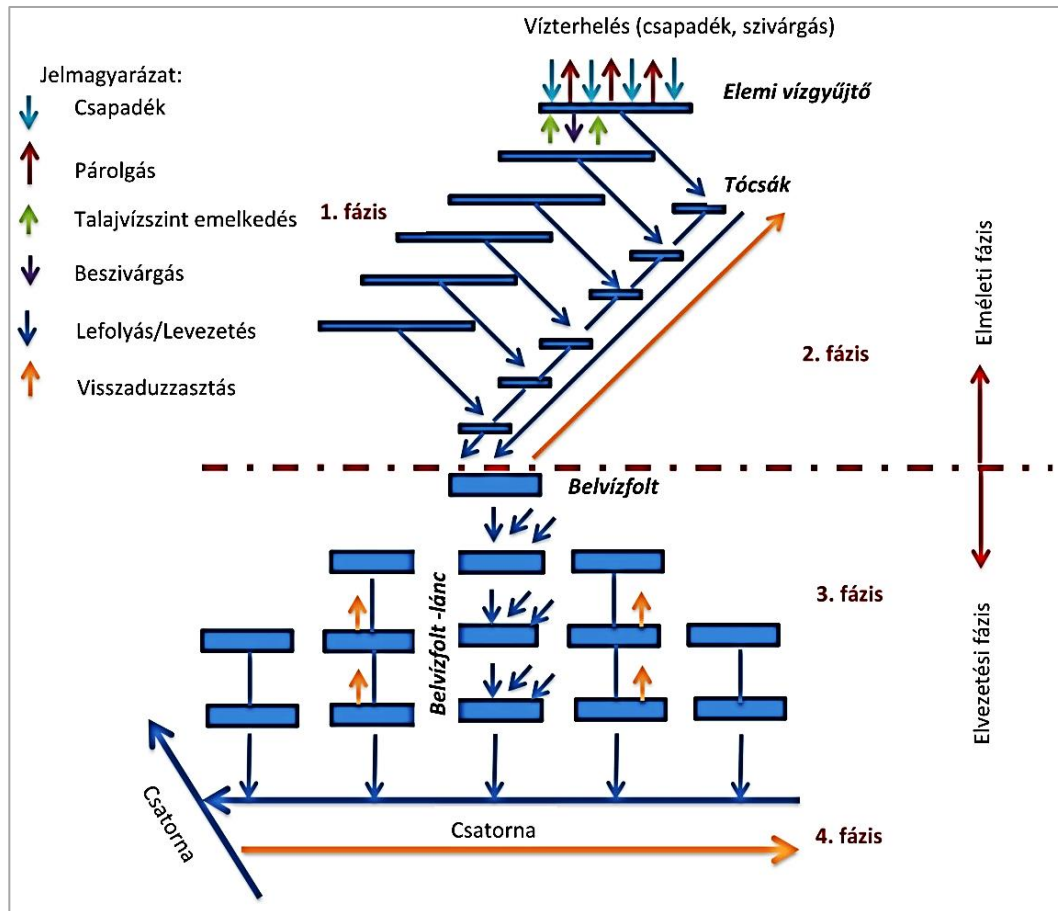 Vízterhelés (csapadék, szivárgás)
Jelmagyarázat:
Csapadék
Párolgás
Talajvízszint emelkedés
Beszivárgás
Lefolyás/Levezetés
Visszaduzzasztás
Elemi vízgyűjtő
Tócsák
1. fázis
2. fázis
Elméleti fázis
Belvízfolt
Belvízfolt -lánc
3. fázis
Elvezetési fázis
Csatorna
Csatorna
4. fázis